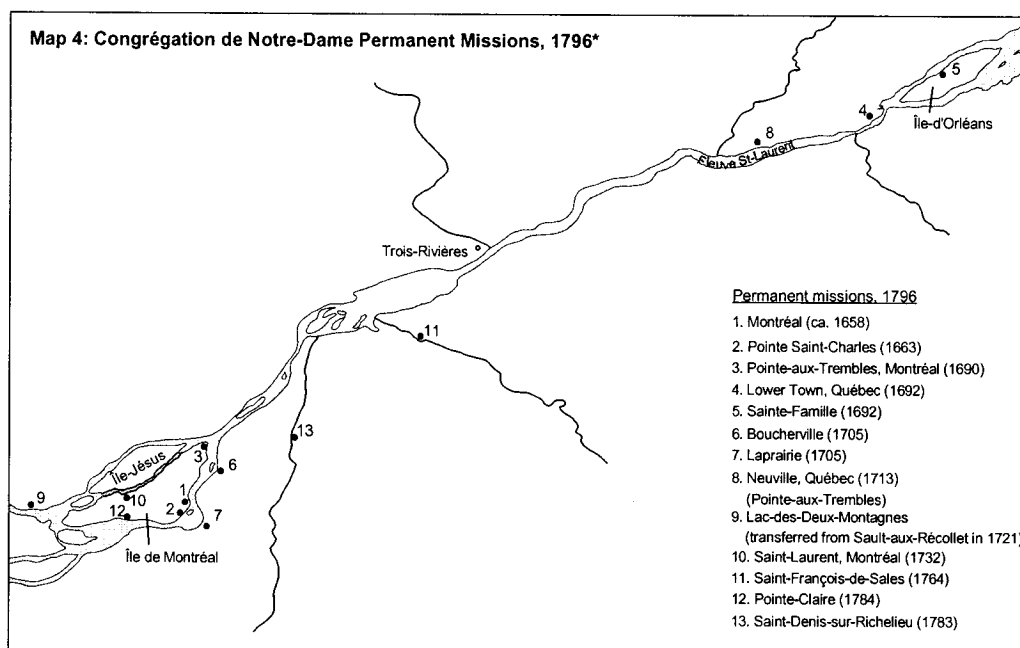 Map 4: Congrégation de Notre-Dame Permanent Missions, 1796*
5
4
Île-d'Orléans
8
Fleuve St-Laurent
Trois-Rivières
11
13
3
Île-Jésus
6
9
10
1
12
2
7
Île de Montréal
Permanent missions, 1796
1. Montréal (ca. 1658)
2. Pointe Saint-Charles (1663)
3. Pointe-aux-Trembles, Montréal (1690)
4. Lower Town, Québec (1692)
5. Sainte-Famille (1692)
6. Boucherville (1705)
7. Laprairie (1705)
8. Neuville, Québec (1713)
(Pointe-aux-Trembles)
9. Lac-des-Deux-Montagnes
(transferred from Sault-aux-Récollet in 1721)
10. Saint-Laurent, Montréal (1732)
11. Saint-François-de-Sales (1764)
12. Pointe-Claire (1784)
13. Saint-Denis-sur-Richelieu (1783)